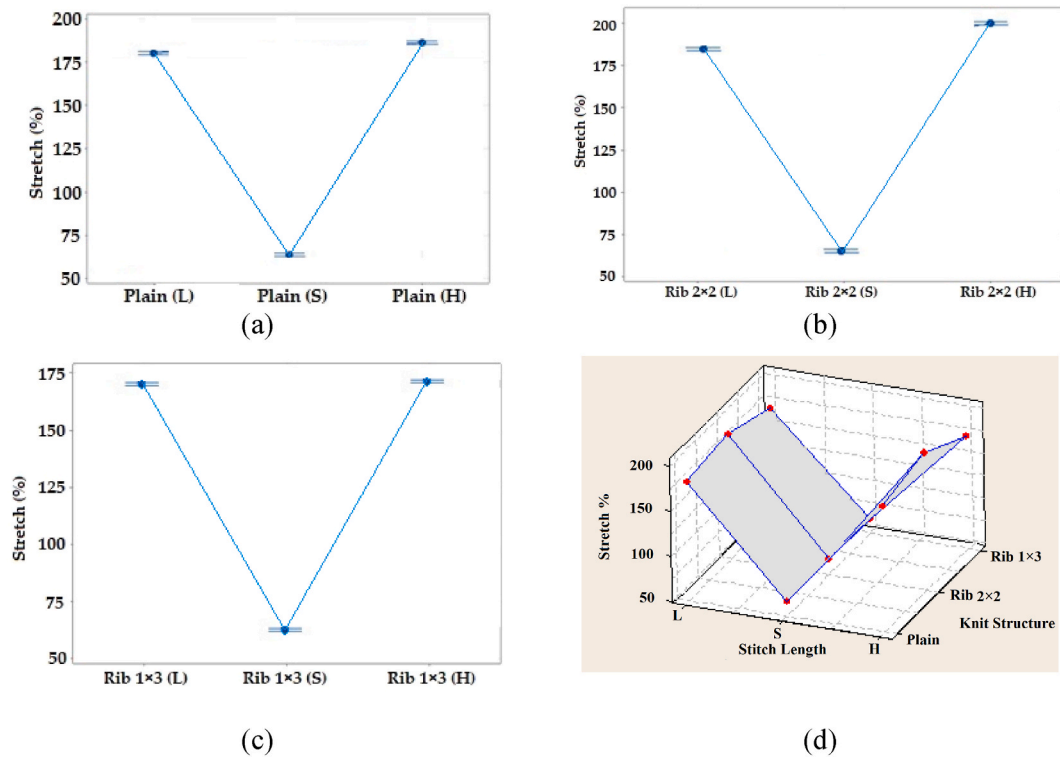 200
175
150
125
100
75
50
Stretch (%)
Plain (L) Plain (S) Plain (H)
(a)
200
175
150
125
100
75
50
Stretch (%)
Rib 2×2 (L) Rib 2×2 (S) Rib 2×2 (H)
(b)
175
150
125
100
75
50
Stretch (%)
Rib 1×3 (L) Rib 1×3 (S) Rib 1×3 (H)
(c)
200
150
100
50
Stretch %
L
S
H
Stitch Length
Plain
Rib 2×2
Rib 1×3
Knit Structure
(d)